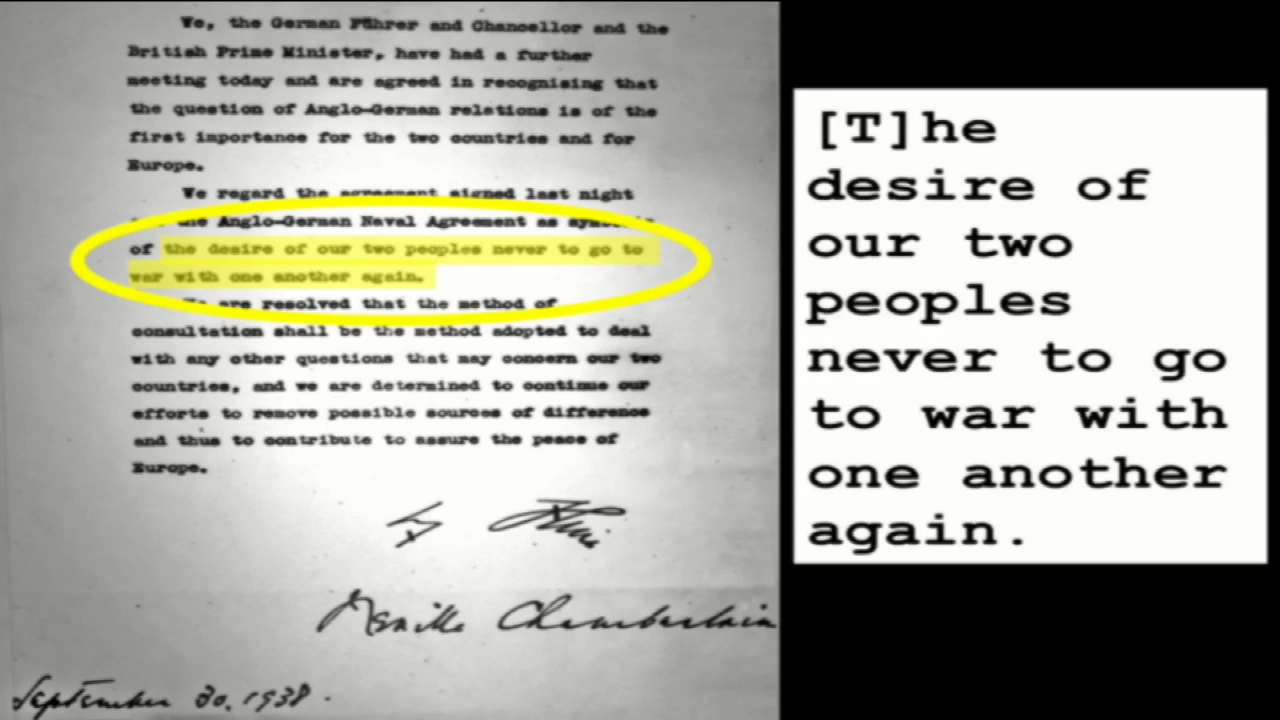 We, the German Führer and Chancellor and the
British Prime Minister, have had a further
meeting today and are agreed in recognising that
the question of Anglo-German relations is of the
first importance for the two countries and for
Europe.
We regard the agreement signed last night
the Anglo-German Naval Agreement as
of the desire of our two peoples never to go to
war with one another again.
We are resolved that the method of
consultation shall be the method adopted to deal
with any other questions that may concern our two
countries, and we are determined to continue our
efforts to remove possible sources of difference
and thus to contribute to assure the peace of
Europe.
Neville Chamberlain
September 30, 1938.
[T]he
desire of
our two
peoples
never to go
to war with
one another
again.